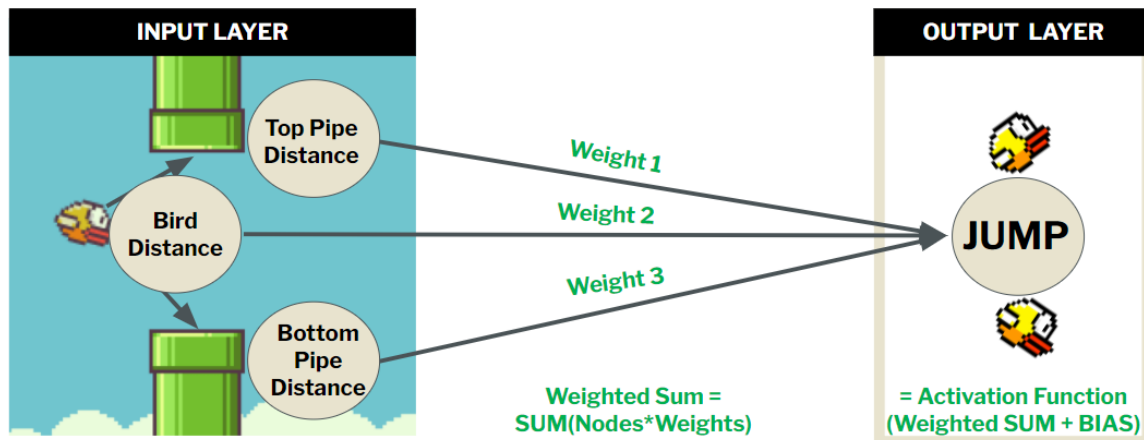 INPUT LAYER
OUTPUT LAYER
Top Pipe
Distance
Bird
Distance
Bottom
Pipe
Distance
Weight 1
Weight 2
Weight 3
JUMP
Weighted Sum =
SUM(Nodes*Weights)
= Activation Function
(Weighted SUM + BIAS)